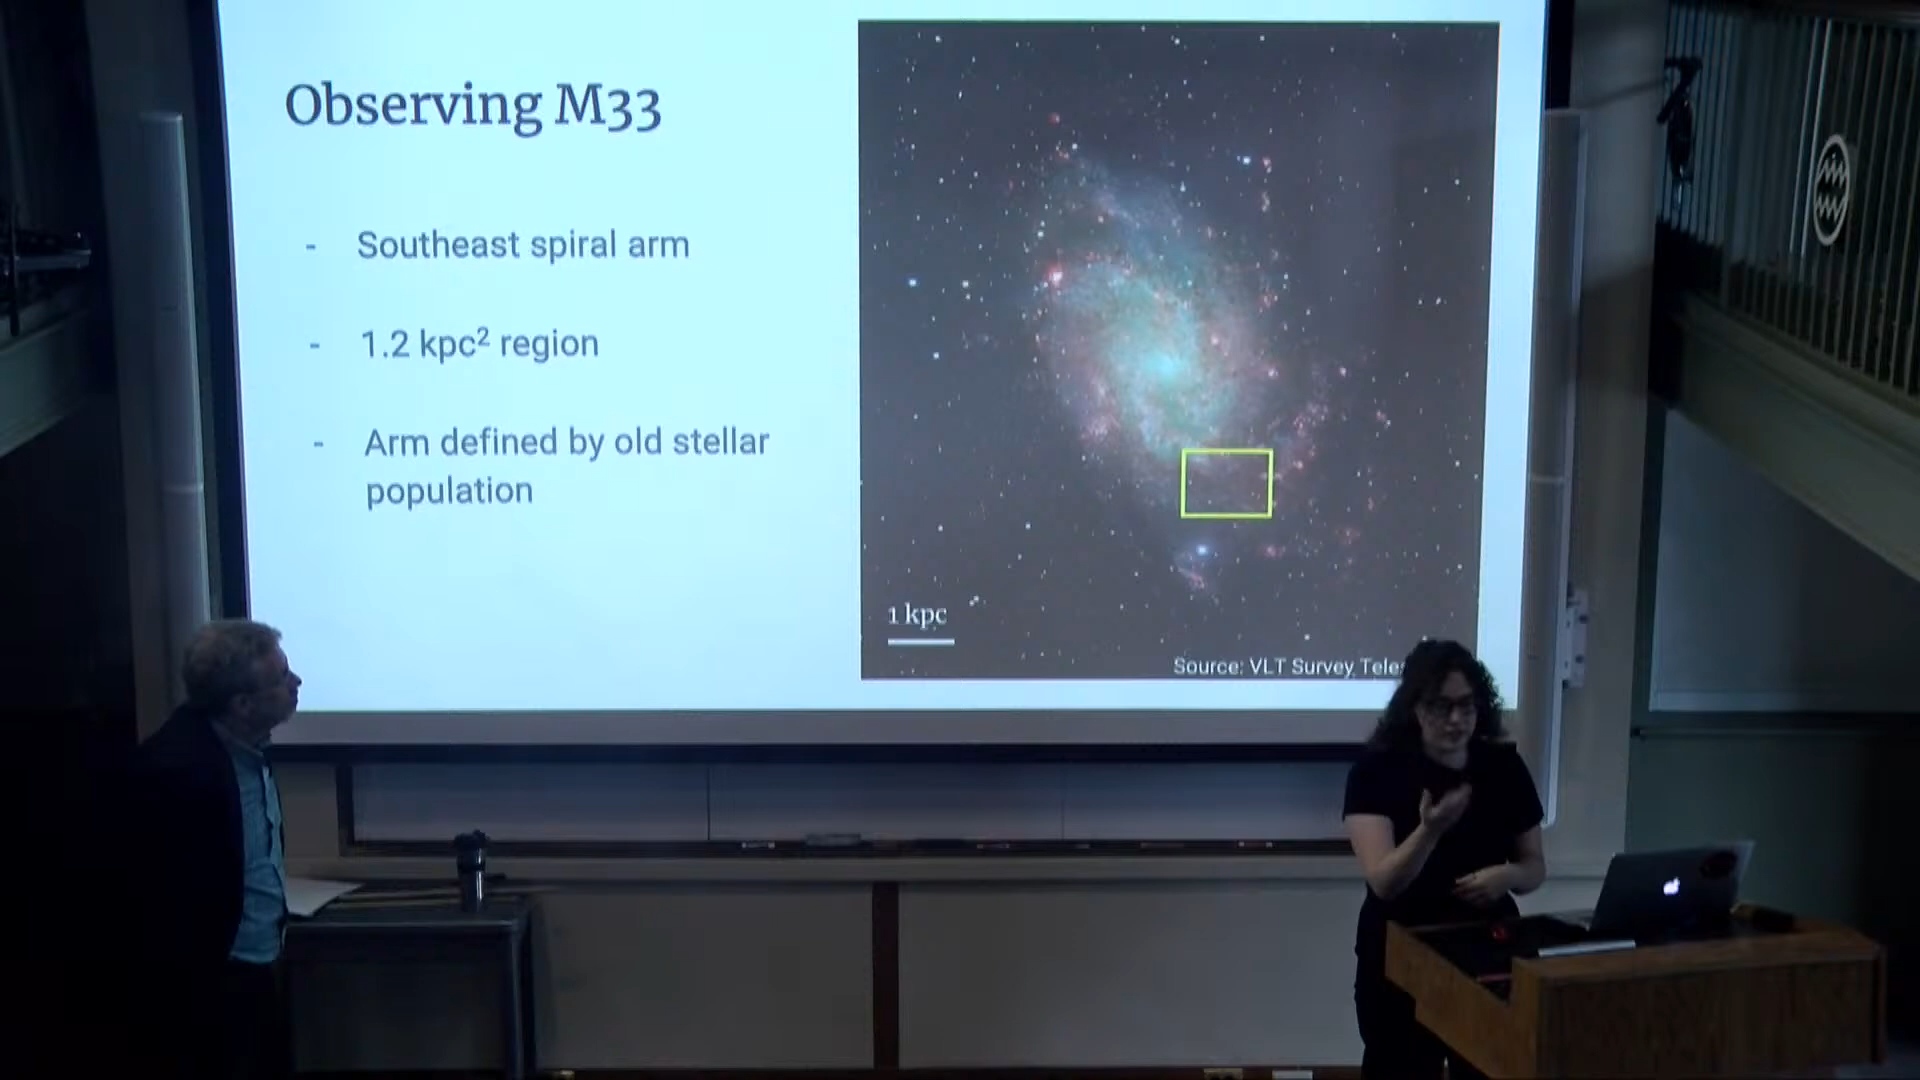 Observing M33
- Southeast spiral arm
- 1.2 kpc² region
- Arm defined by old stellar
population
1 kpc
Source: VLT Survey